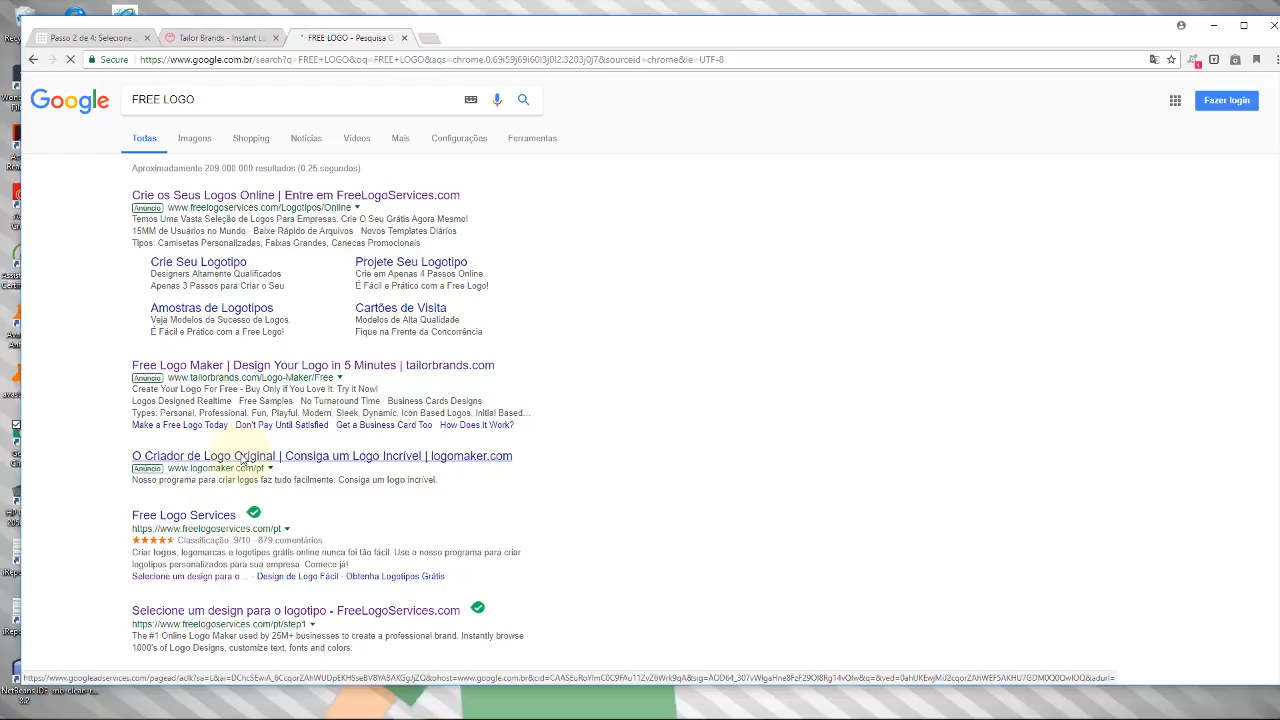 Passo 2 de 4: Selecione
Tailor Brands - Instant Lo
FREE LOGO - Pesquisa G
Secure
https://www.google.com.br/search?q=FREE+LOGO&oq=FREE+LOGO&aqs=chrome.0.69i59j69i60l3j0l2.3203j0j7&sourceid=chrome&ie=UTF-8
1
Google
FREE LOGO
Fazer login
Todas Imagens Shopping Notícias Vídeos Mais Configurações Ferramentas
Aproximadamente 209.000.000 resultados (0,25 segundos)
Crie os Seus Logos Online | Entre em FreeLogoServices.com
Anúncio www.freelogoservices.com/Logotipos/Online
Temos Uma Vasta Seleção de Logos Para Empresas. Crie O Seu Grátis Agora Mesmo!
15MM de Usuários no Mundo · Baixe Rápido de Arquivos · Novos Templates Diários
Tipos: Camisetas Personalizadas, Faixas Grandes, Canecas Promocionais
Crie Seu Logotipo
Designers Altamente Qualificados
Apenas 3 Passos para Criar o Seu
Projete Seu Logotipo
Crie em Apenas 4 Passos Online.
É Fácil e Prático com a Free Logo!
Amostras de Logotipos
Veja Modelos de Sucesso de Logos.
É Fácil e Prático com a Free Logo!
Cartões de Visita
Modelos de Alta Qualidade
Fique na Frente da Concorrência
Free Logo Maker | Design Your Logo in 5 Minutes | tailorbrands.com
Anúncio www.tailorbrands.com/Logo-Maker/Free
Create Your Logo For Free - Buy Only if You Love It. Try It Now!
Logos Designed Realtime · Free Samples · No Turnaround Time · Business Cards Designs
Types: Personal, Professional, Fun, Playful, Modern, Sleek, Dynamic, Icon Based Logos, Initial Based...
Make a Free Logo Today · Don't Pay Until Satisfied · Get a Business Card Too · How Does It Work?
O Criador de Logo Original | Consiga um Logo Incrível | logomaker.com
Anúncio www.logomaker.com/pt
Nosso programa para criar logos faz tudo facilmente. Consiga um logo incrível.
Free Logo Services
https://www.freelogoservices.com/pt
Classificação: 9/10 - 879 comentários
Criar logos, logomarcas e logotipos grátis online nunca foi tão fácil. Use o nosso programa para criar
logotipos personalizados para sua empresa. Comece já!
Selecione um design para o ... · Design de Logo Fácil · Obtenha Logotipos Grátis
Selecione um design para o logotipo - FreeLogoServices.com
https://www.freelogoservices.com/pt/step1
The #1 Online Logo Maker used by 25M+ businesses to create a professional brand. Instantly browse
1000's of Logo Designs, customize text, fonts and colors.
NetBeans IDE
8.2